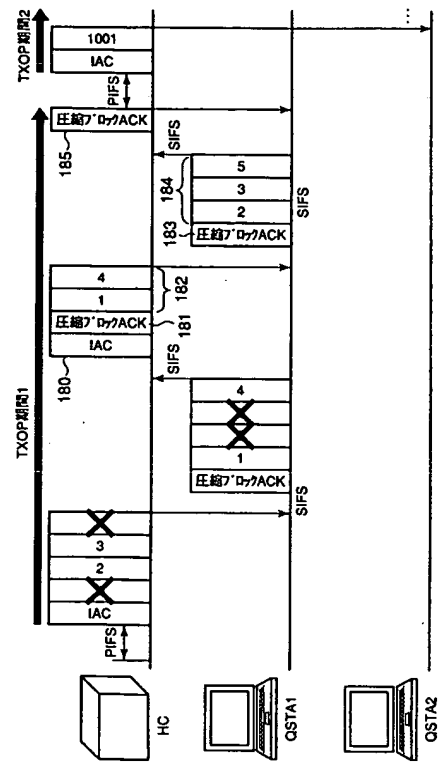 TXOP期間1
TXOP期間2
PIFS
IAC
2
3
HC
SIFS
圧縮ブロックACK
1
4
QSTA1
SIFS
180
IAC
圧縮ブロックACK
181
1
4
182
SIFS
183
圧縮ブロックACK
2
3
5
184
SIFS
185
圧縮ブロックACK
PIFS
IAC
1001
QSTA2
...